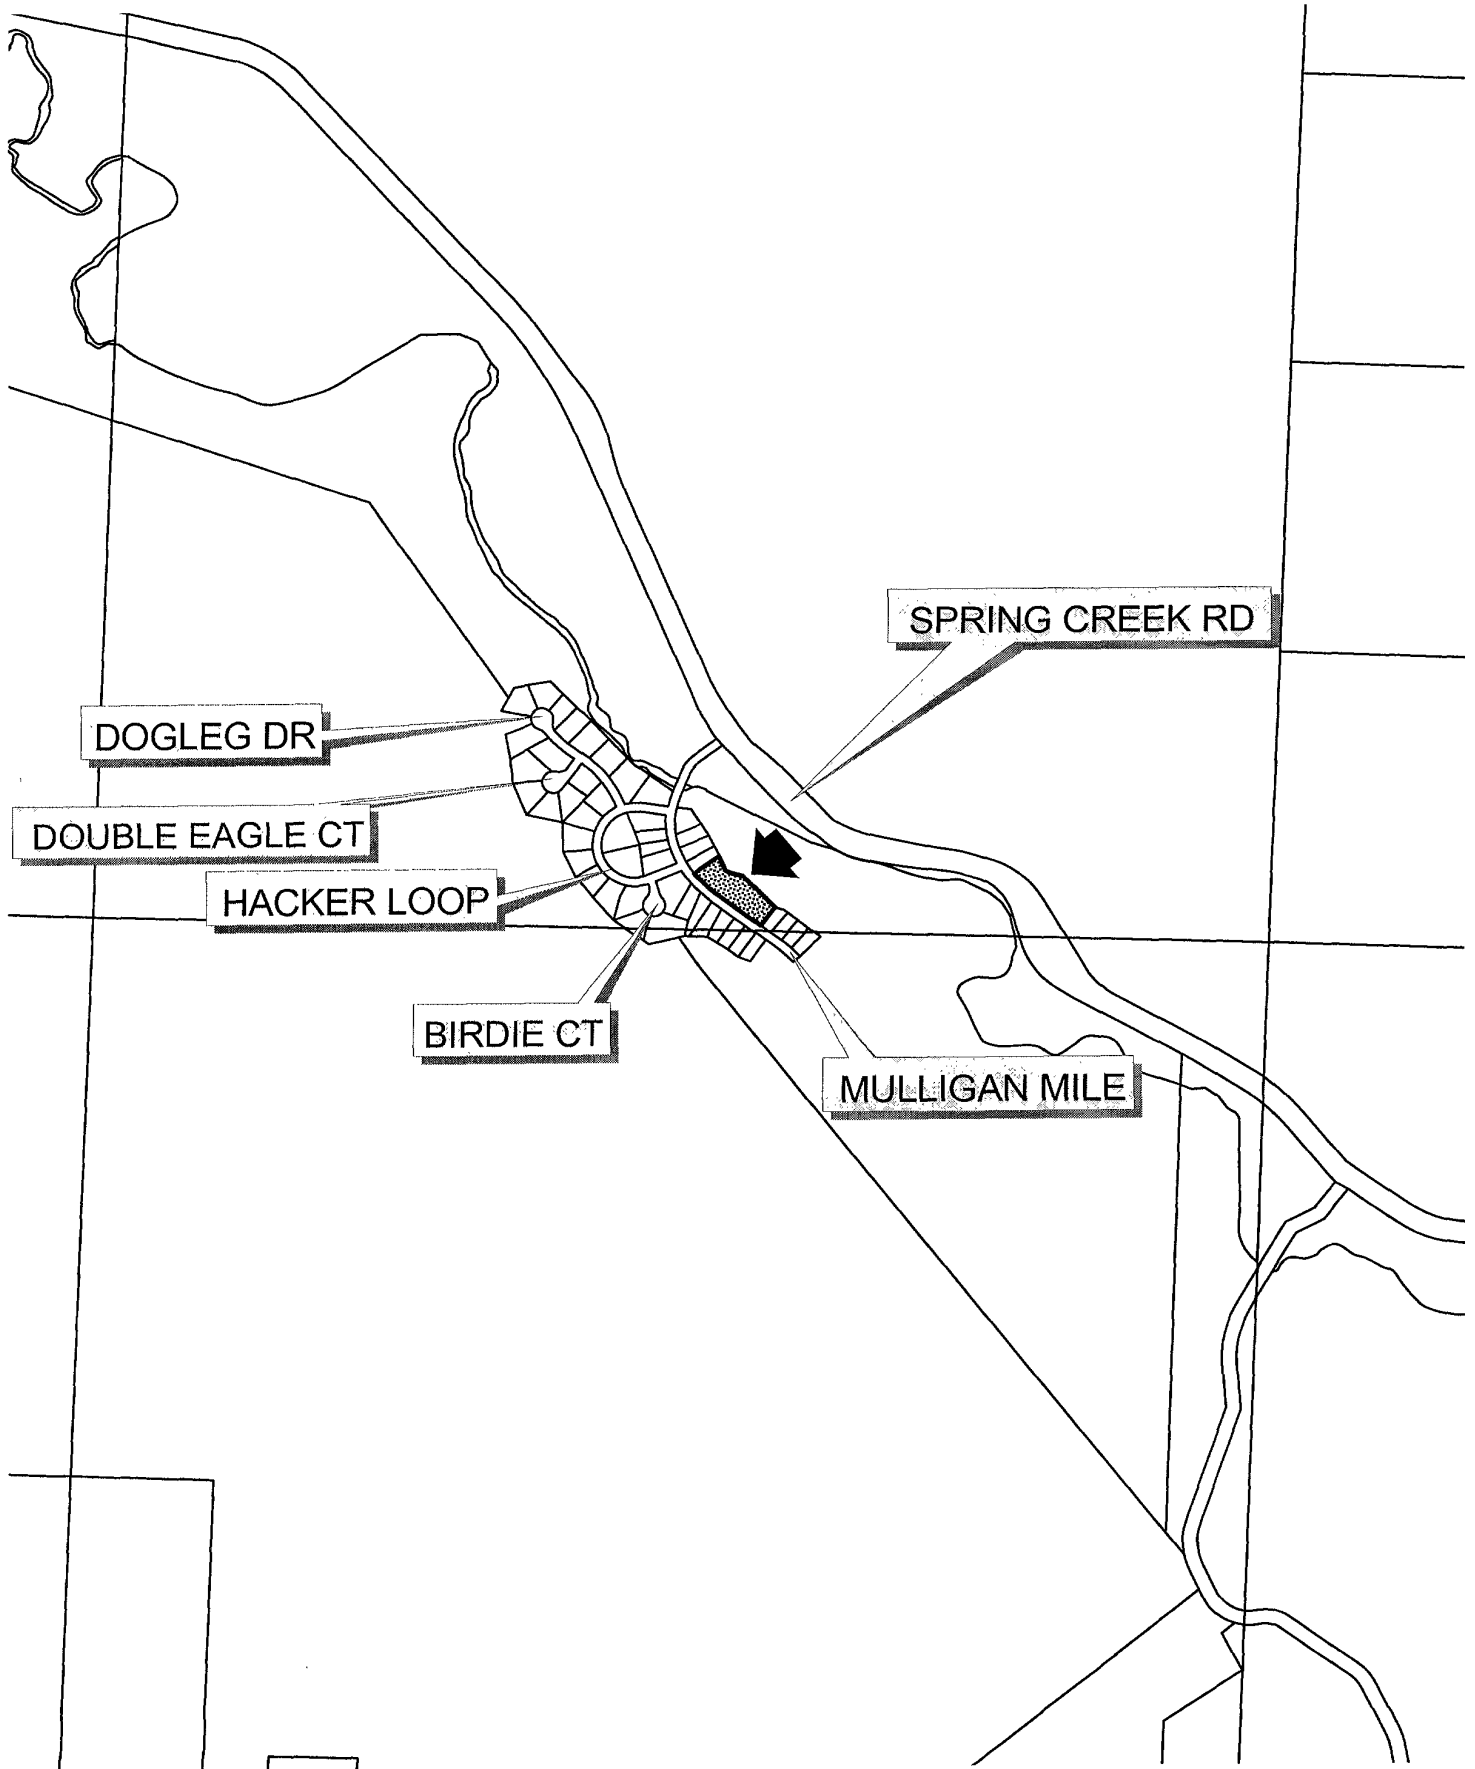 SPRING CREEK RD
DOGLEG DR
DOUBLE EAGLE CT
HACKER LOOP
BIRDIE CT
MULLIGAN MILE